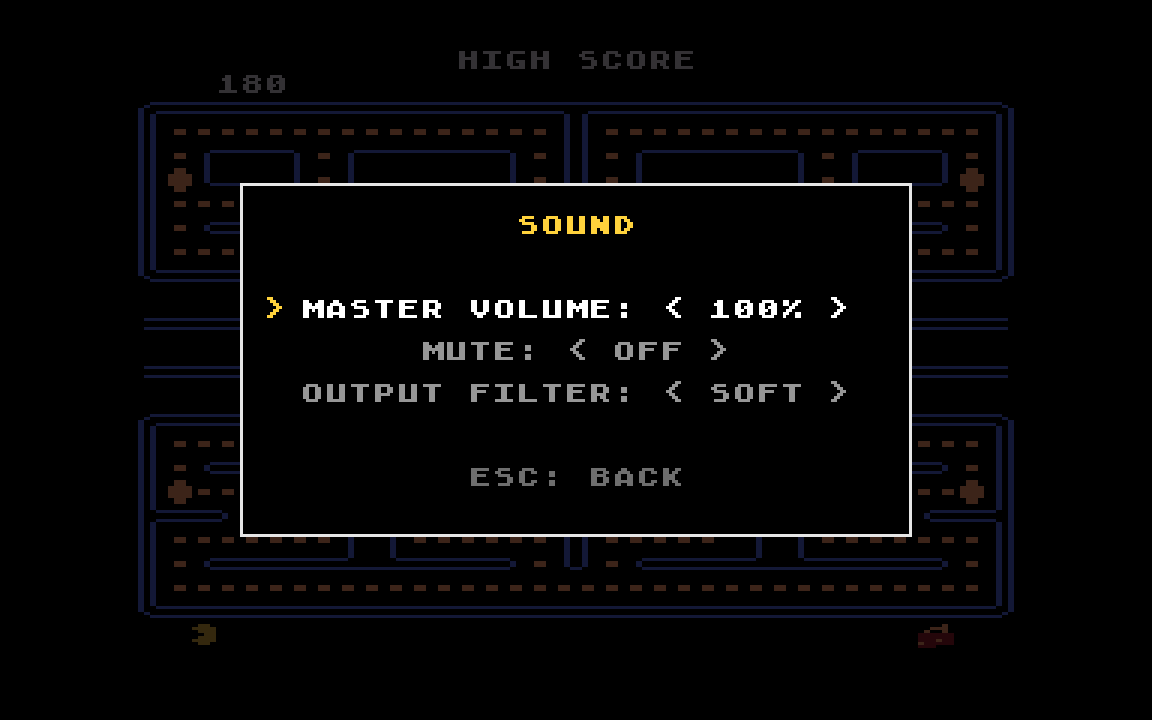 HIGH SCORE
180
SOUND
> MASTER VOLUME: < 100% >
MUTE: < OFF >
OUTPUT FILTER: < SOFT >
ESC: BACK